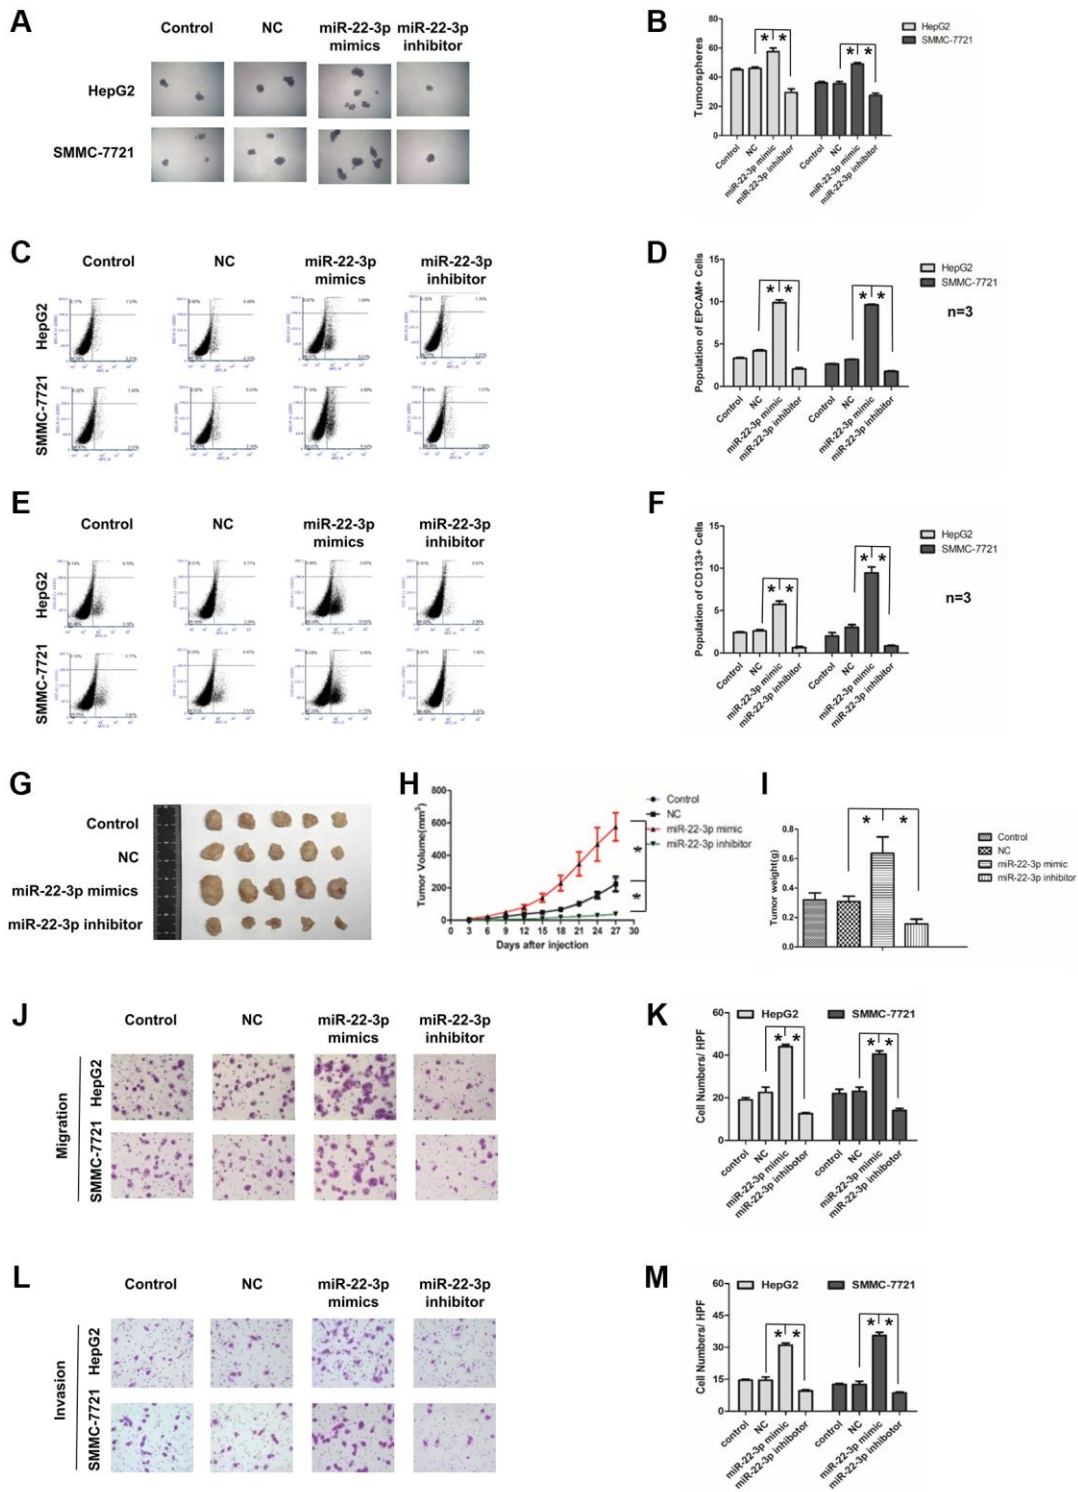 A
Control
NC
miR-22-3p
mimics
miR-22-3p
inhibitor
HepG2
SMMC-7721
B
Tumorspheres
80
60
40
20
0
Control
NC
miR-22-3p mimic
miR-22-3p inhibitor
Control
NC
miR-22-3p mimic
miR-22-3p inhibitor
* *
* *
HepG2
SMMC-7721
C
Control
NC
miR-22-3p
mimics
miR-22-3p
inhibitor
HepG2
SMMC-7721
D
Population of EPCAM+ Cells
15
10
5
0
Control
NC
miR-22-3p mimic
miR-22-3p inhibitor
Control
NC
miR-22-3p mimic
miR-22-3p inhibitor
* *
* *
HepG2
SMMC-7721
n=3
E
Control
NC
miR-22-3p
mimics
miR-22-3p
inhibitor
HepG2
SMMC-7721
F
Population of CD133+ Cells
15
10
5
0
Control
NC
miR-22-3p mimic
miR-22-3p inhibitor
Control
NC
miR-22-3p mimic
miR-22-3p inhibitor
* *
* *
HepG2
SMMC-7721
n=3
G
Control
NC
miR-22-3p mimics
miR-22-3p inhibitor
H
Tumor Volume(mm3)
800
600
400
200
0
0 3 6 9 12 15 18 21 24 27 30
Days after injection
Control
NC
miR-22-3p mimic
miR-22-3p inhibitor
*
*
I
Tumor weight(g)
0.8
0.6
0.4
0.2
0.0
* *
Control
NC
miR-22-3p mimic
miR-22-3p inhibitor
J
Control
NC
miR-22-3p
mimics
miR-22-3p
inhibitor
Migration
HepG2
SMMC-7721
K
HepG2
SMMC-7721
Cell Numbers/ HPF
60
40
20
0
* *
* *
control
NC
miR-22-3p mimic
miR-22-3p inhibotor
control
NC
miR-22-3p mimic
miR-22-3p inhibotor
L
Control
NC
miR-22-3p
mimics
miR-22-3p
inhibitor
Invasion
HepG2
SMMC-7721
M
HepG2
SMMC-7721
Cell Numbers/ HPF
60
45
30
15
0
* *
* *
control
NC
miR-22-3p mimic
miR-22-3p inhibotor
control
NC
miR-22-3p mimic
miR-22-3p inhibotor